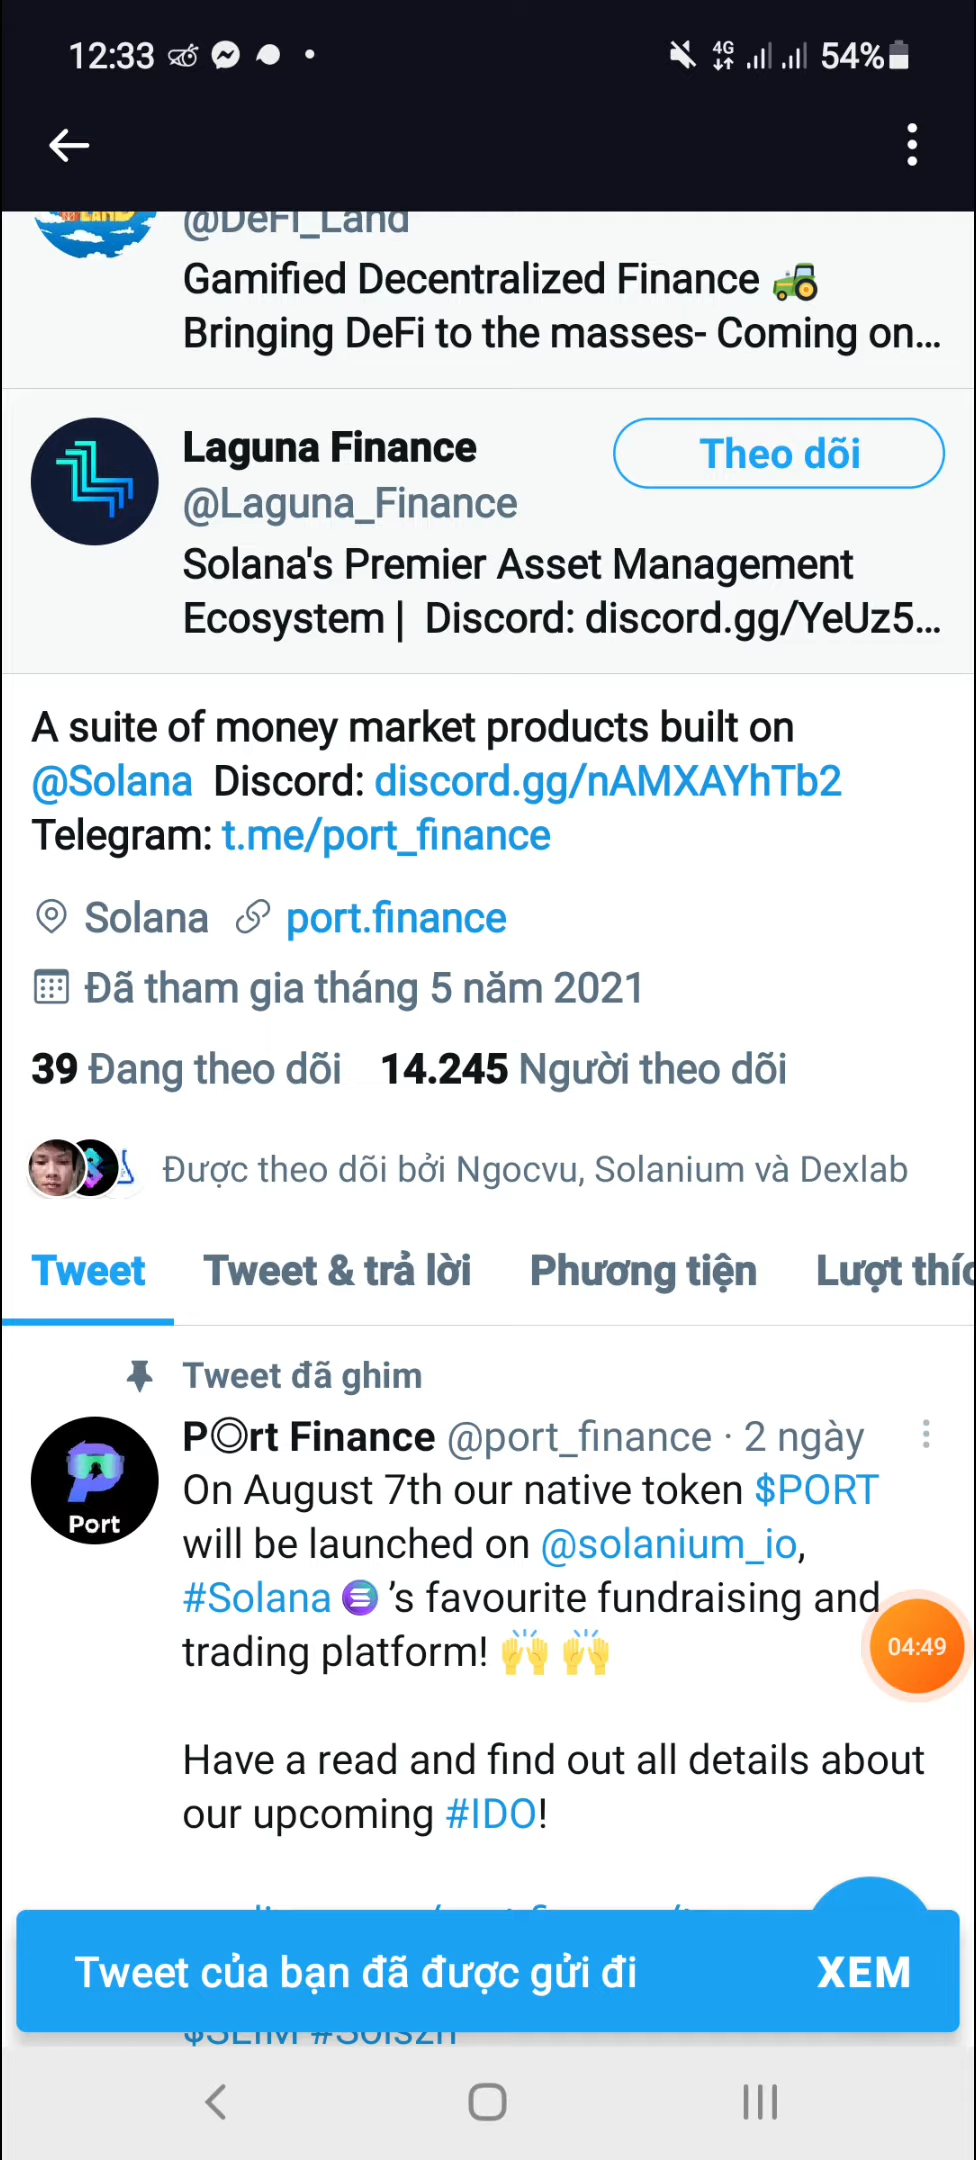 12:33
4G
54%
@DeFi_Land
Gamified Decentralized Finance 🚜
Bringing DeFi to the masses- Coming on...
Laguna Finance
Theo dõi
@Laguna_Finance
Solana's Premier Asset Management
Ecosystem | Discord: discord.gg/YeUz5...
A suite of money market products built on
@Solana Discord: discord.gg/nAMXAYhTb2
Telegram: t.me/port_finance
Solana port.finance
Đã tham gia tháng 5 năm 2021
39 Đang theo dõi 14.245 Người theo dõi
Được theo dõi bởi Ngocvu, Solanium và Dexlab
Tweet Tweet & trả lời Phương tiện Lượt thíc
Tweet đã ghim
P◎rt Finance @port_finance · 2 ngày
Port
On August 7th our native token $PORT
will be launched on @solanium_io,
#Solana 's favourite fundraising and
trading platform! 🙌 🙌
04:49
Have a read and find out all details about
our upcoming #IDO!
Tweet của bạn đã được gửi đi XEM